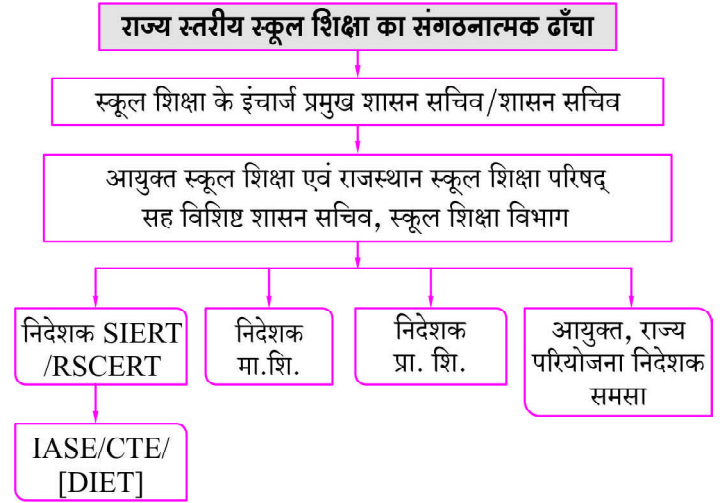 राज्य स्तरीय स्कूल शिक्षा का संगठनात्मक ढाँचा
स्कूल शिक्षा के इंचार्ज प्रमुख शासन सचिव/शासन सचिव
आयुक्त स्कूल शिक्षा एवं राजस्थान स्कूल शिक्षा परिषद्
सह विशिष्ट शासन सचिव, स्कूल शिक्षा विभाग
निदेशक SIERT
/RSCERT
निदेशक
मा.शि.
निदेशक
प्रा. शि.
आयुक्त, राज्य
परियोजना निदेशक
समसा
IASE/CTE/
[DIET]